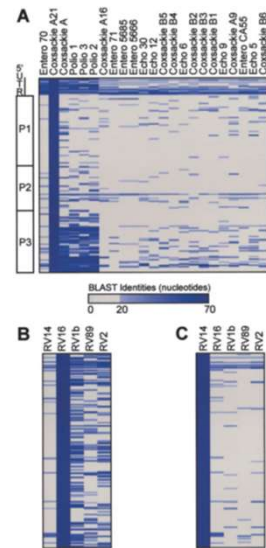 A
Entero 70
Coxsackie A21
Coxsackie A
Polio 1
Polio 3
Polio 2
Coxsackie A16
Entero 71
Entero 5685
Entero 5666
Echo 30
Echo 12
Coxsackie B5
Coxsackie B4
Echo 6
Coxsackie B2
Coxsackie B3
Coxsackie B1
Echo 9
Coxsackie A9
Entero CA55
Echo 5
Coxsackie B6
P1
P2
P3
BLAST Identities (nucleotides)
0 20 70
B
RV14
RV16
RV1b
RV89
RV2
C
RV14
RV16
RV1b
RV89
RV2